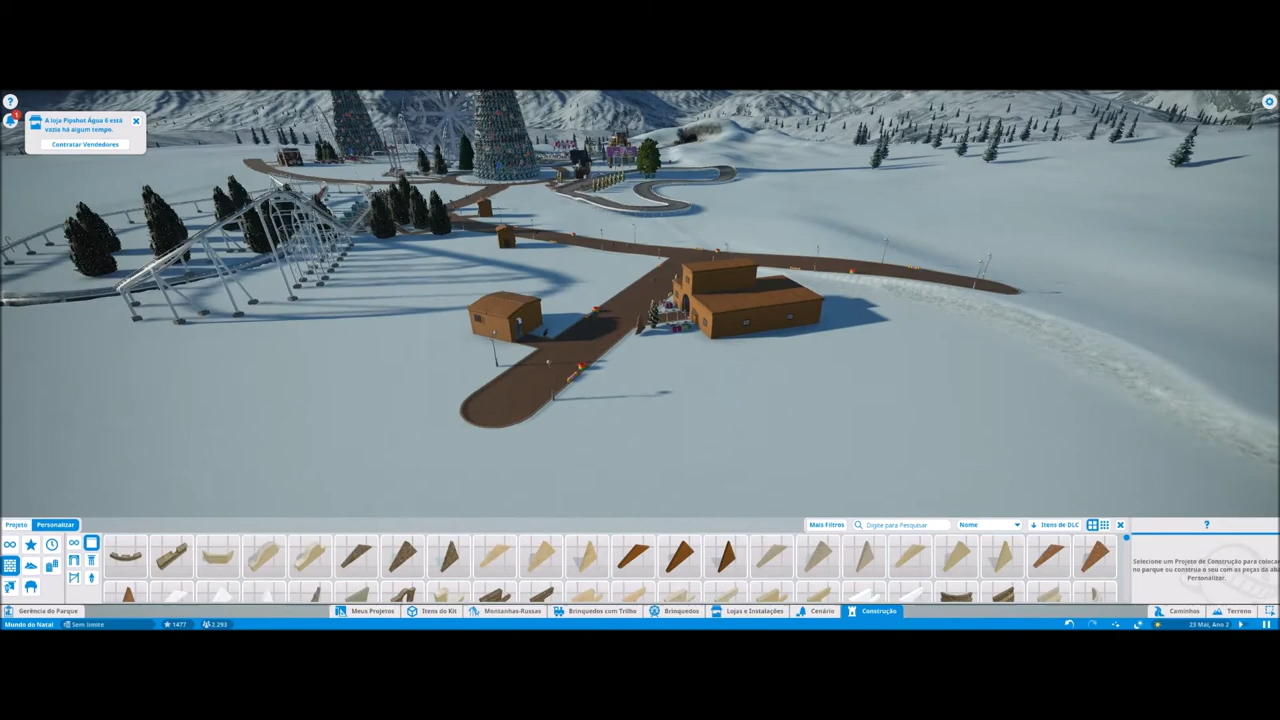 ?
1
A loja Pipshot Água 6 está
vazia há algum tempo.
Contratar Vendedores
Projeto
Personalizar
Mais Filtros
Digite para Pesquisar
Nome
Itens de DLC
?
Selecione um Projeto de Construção para coloca
no parque ou construa o seu com as peças da ab
Personalizar.
Gerência do Parque
Meus Projetos
Itens do Kit
Montanhas-Russas
Brinquedos com Trilho
Brinquedos
Lojas e Instalações
Cenário
Construção
Caminhos
Terreno
Mundo do Natal
Sem limite
1477
2.293
23 Mai, Ano 2